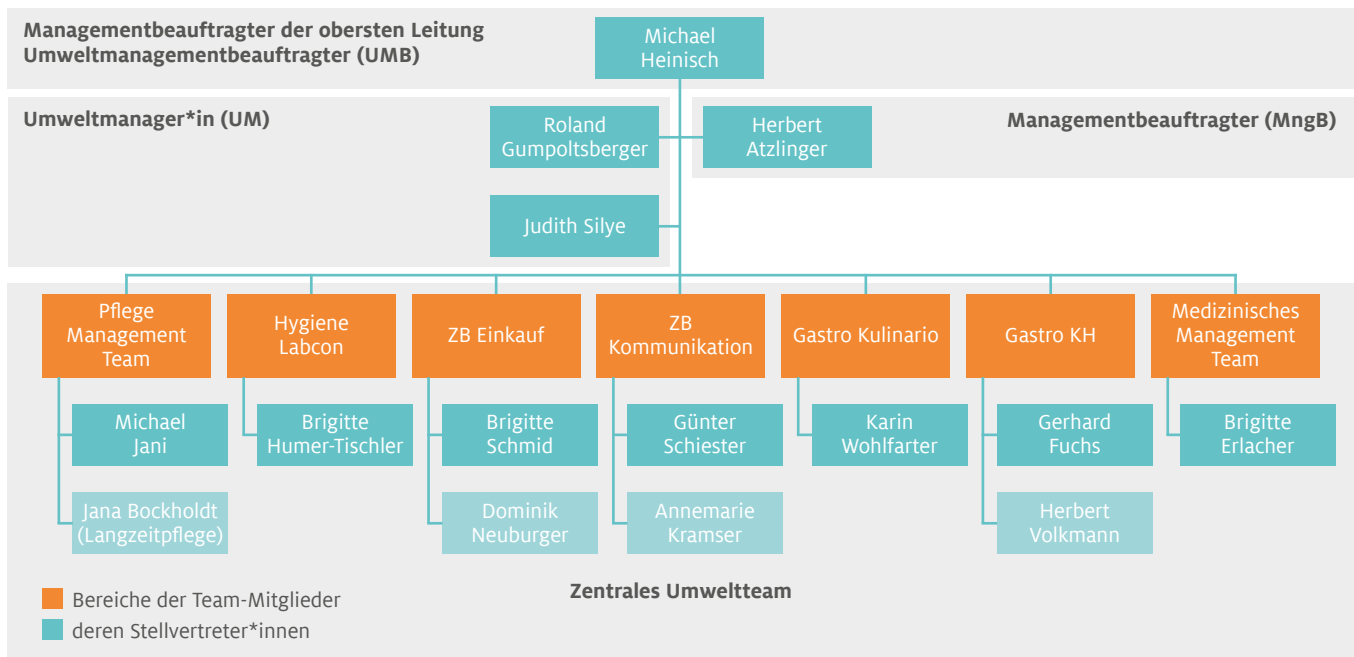 Managementbeauftragter der obersten Leitung
Umweltmanagementbeauftragter (UMB)
Michael
Heinisch
Umweltmanager*in (UM)
Roland
Gumpoltsberger
Herbert
Atzlinger
Managementbeauftragter (MngB)
Judith Silye
Pflege
Management
Team
Hygiene
Labcon
ZB Einkauf
ZB
Kommunikation
Gastro Kulinario
Gastro KH
Medizinisches
Management
Team
Michael
Jani
Brigitte
Humer-Tischler
Brigitte
Schmid
Günter
Schiester
Karin
Wohlfarter
Gerhard
Fuchs
Brigitte
Erlacher
Jana Bockholdt
(Langzeitpflege)
Dominik
Neuburger
Annemarie
Kramser
Herbert
Volkmann
Zentrales Umweltteam
Bereiche der Team-Mitglieder
deren Stellvertreter*innen